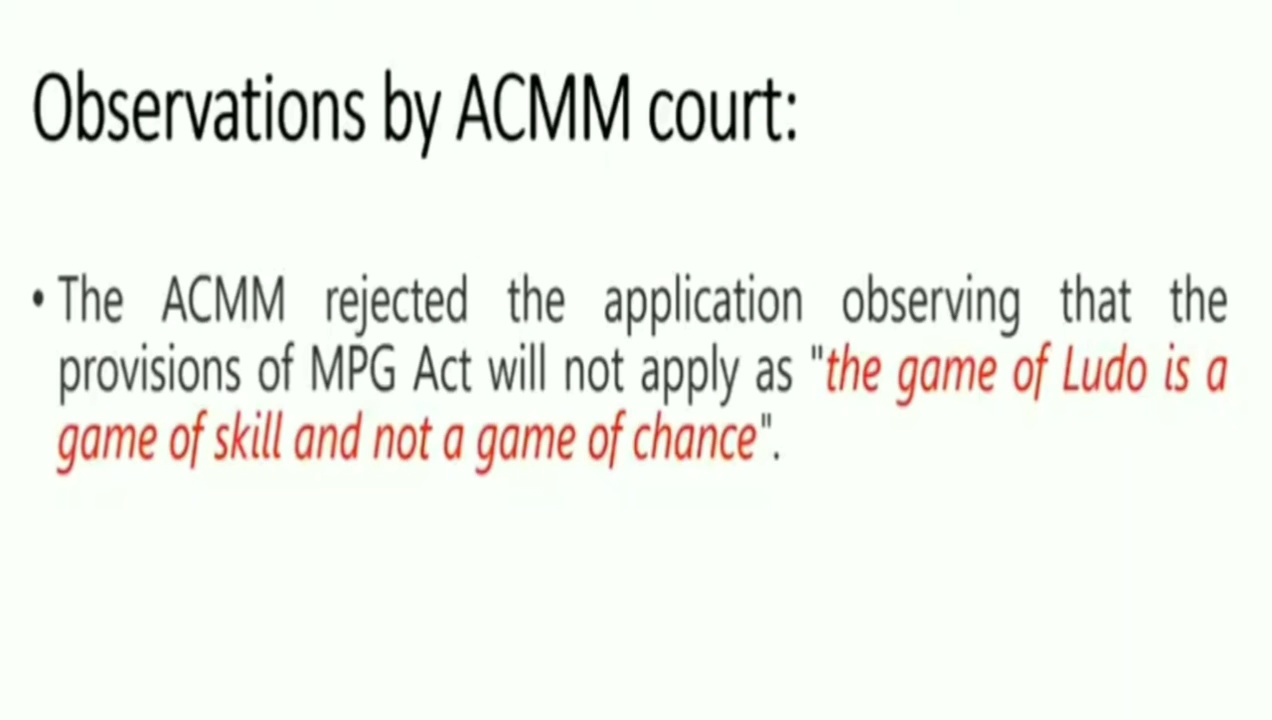 Observations by ACMM court:
• The ACMM rejected the application observing that the
provisions of MPG Act will not apply as "the game of Ludo is a
game of skill and not a game of chance".